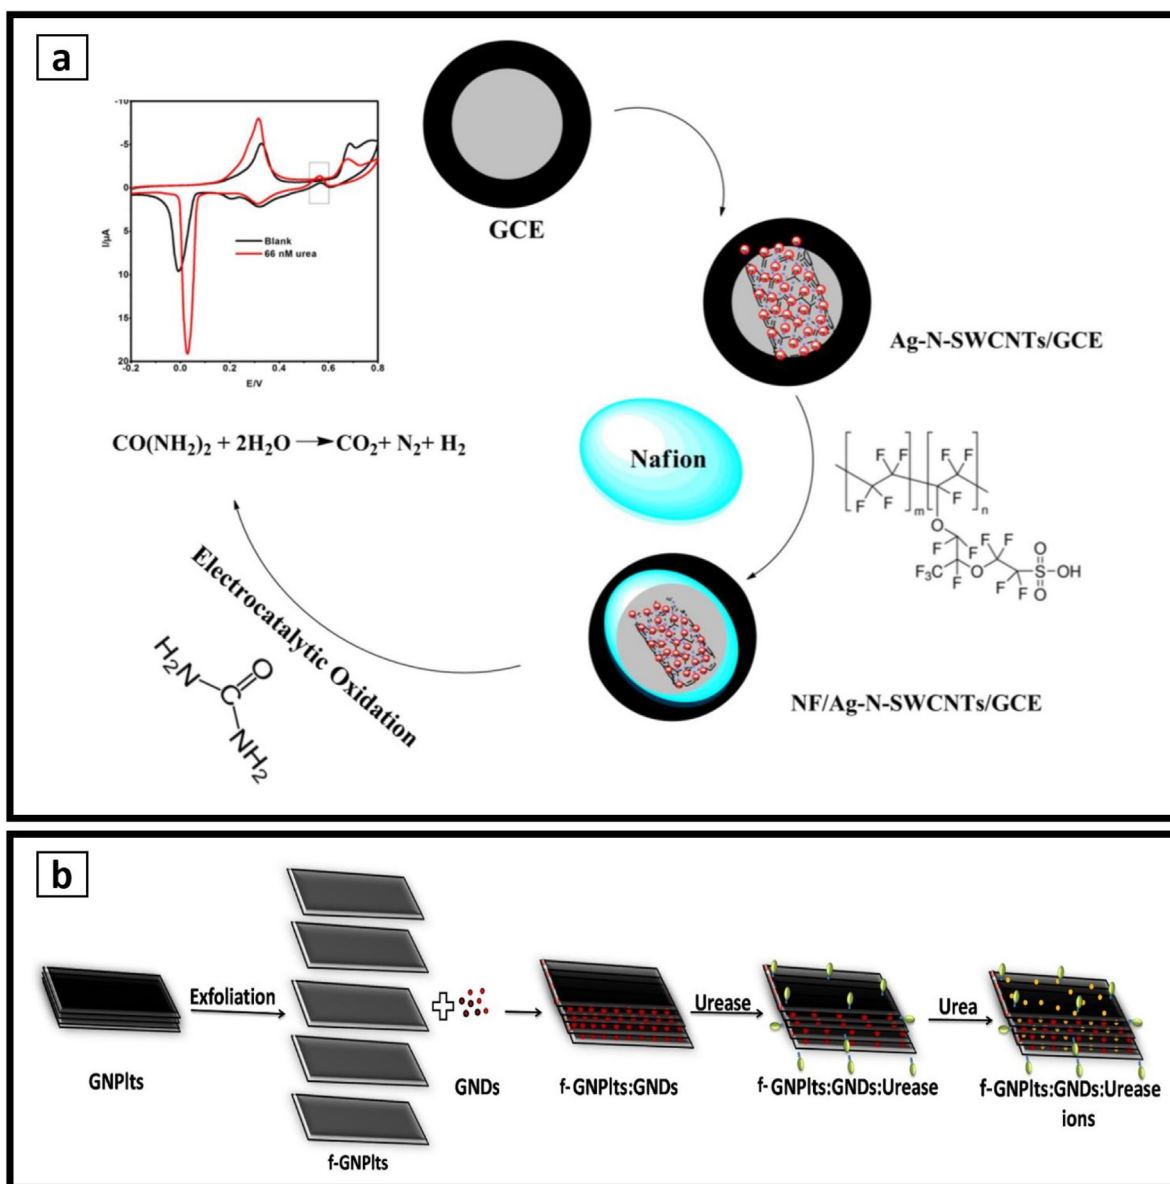 a
GCE
-10
-5
0
5
10
15
20
I/µA
-0.2
0.0
0.2
0.4
0.6
0.8
E/V
Blank
66 nM urea
Ag-N-SWCNTs/GCE
CO(NH₂)₂ + 2H₂O → CO₂+ N₂+ H₂
Nafion
F F F F
F F F
m n
O F F F
F F
F₃C F O F F
O
S OH
O
NF/Ag-N-SWCNTs/GCE
Electrocatalytic Oxidation
H₂N C O
NH₂
b
GNPlts
Exfoliation
f-GNPlts
GNDs
f-GNPlts:GNDs
Urease
f-GNPlts:GNDs:Urease
Urea
f-GNPlts:GNDs:Urease
ions